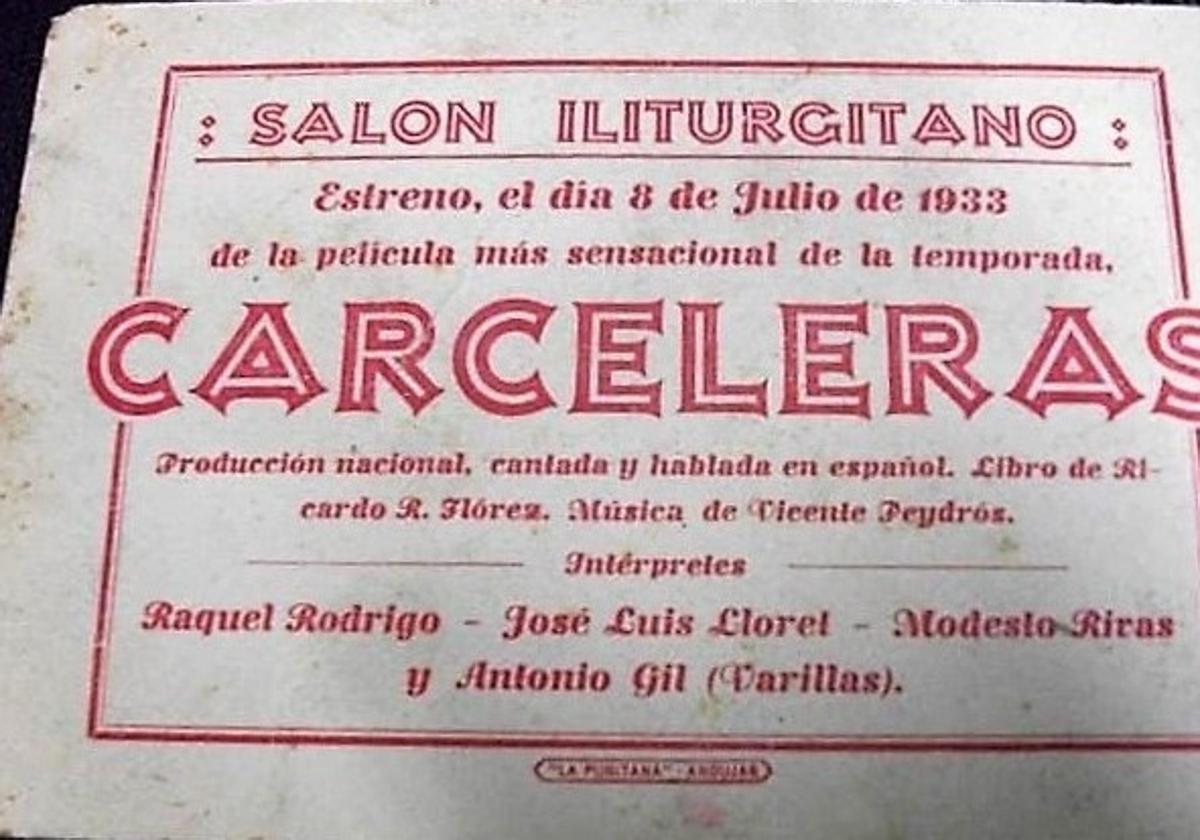 : SALON ILITURGITANO :
Estreno, el día 8 de Julio de 1933
de la película más sensacional de la temporada,
CARCELERAS
Producción nacional, cantada y hablada en español. Libro de Ri-
cardo R. Flórez. Música de Vicente Peydrós.
Intérpretes
Raquel Rodrigo - José Luis Lloret - Modesto Rivas
y Antonio Gil (Varillas).
"LA PURITANA" - ANDUJAR